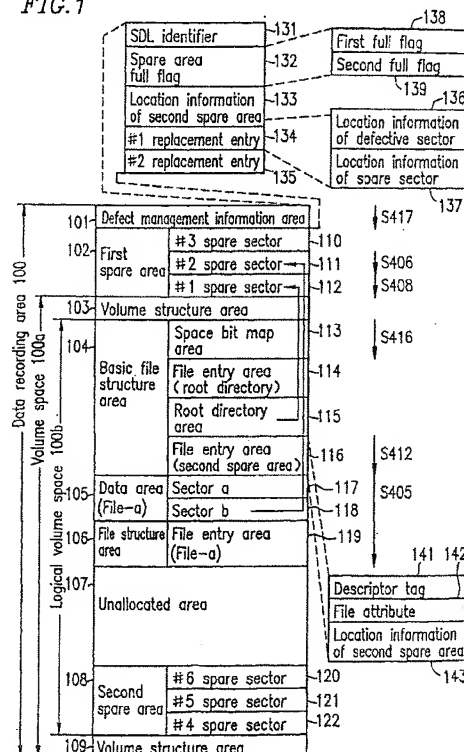 FIG. 1
SDL identifier
131
Spare area
full flag
132
Location information
of second spare area
133
#1 replacement entry
134
#2 replacement entry
135
138
First full flag
Second full flag
139
136
Location information
of defective sector
Location information
of spare sector
137
Data recording area 100
Volume space 100a
Logical volume space 100b
101
Defect management information area
102
First
spare area
#3 spare sector
110
#2 spare sector
111
#1 spare sector
112
103
Volume structure area
104
Basic file
structure
area
Space bit map
area
113
File entry area
(root directory)
114
Root directory
area
115
File entry area
(second spare area)
116
105
Data area
(File-a)
Sector a
117
Sector b
118
106
File structure
area
File entry area
(File-a)
119
107
Unallocated area
108
Second
spare area
#6 spare sector
120
#5 spare sector
121
#4 spare sector
122
109
Volume structure area
S417
S406
S408
S416
S412
S405
141
142
Descriptor tag
File attribute
Location information
of second spare area
143